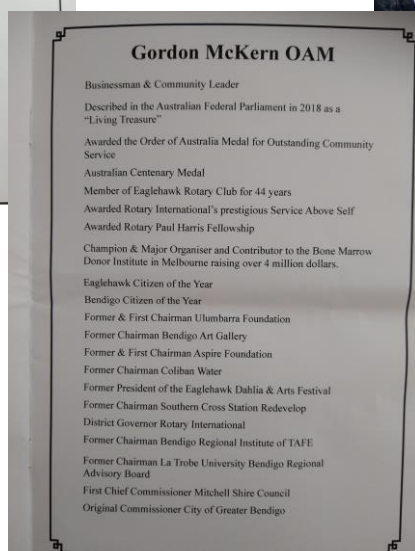 Gordon McKern OAM
Businessman & Community Leader
Described in the Australian Federal Parliament in 2018 as a
“Living Treasure”
Awarded the Order of Australia Medal for Outstanding Community
Service
Australian Centenary Medal
Member of Eaglehawk Rotary Club for 44 years
Awarded Rotary International’s prestigious Service Above Self
Awarded Rotary Paul Harris Fellowship
Champion & Major Organiser and Contributor to the Bone Marrow
Donor Institute in Melbourne raising over 4 million dollars.
Eaglehawk Citizen of the Year
Bendigo Citizen of the Year
Former & First Chairman Ulumbarra Foundation
Former Chairman Bendigo Art Gallery
Former & First Chairman Aspire Foundation
Former Chairman Coliban Water
Former President of the Eaglehawk Dahlia & Arts Festival
Former Chairman Southern Cross Station Redevelop
District Governor Rotary International
Former Chairman Bendigo Regional Institute of TAFE
Former Chairman La Trobe University Bendigo Regional
Advisory Board
First Chief Commissioner Mitchell Shire Council
Original Commissioner City of Greater Bendigo